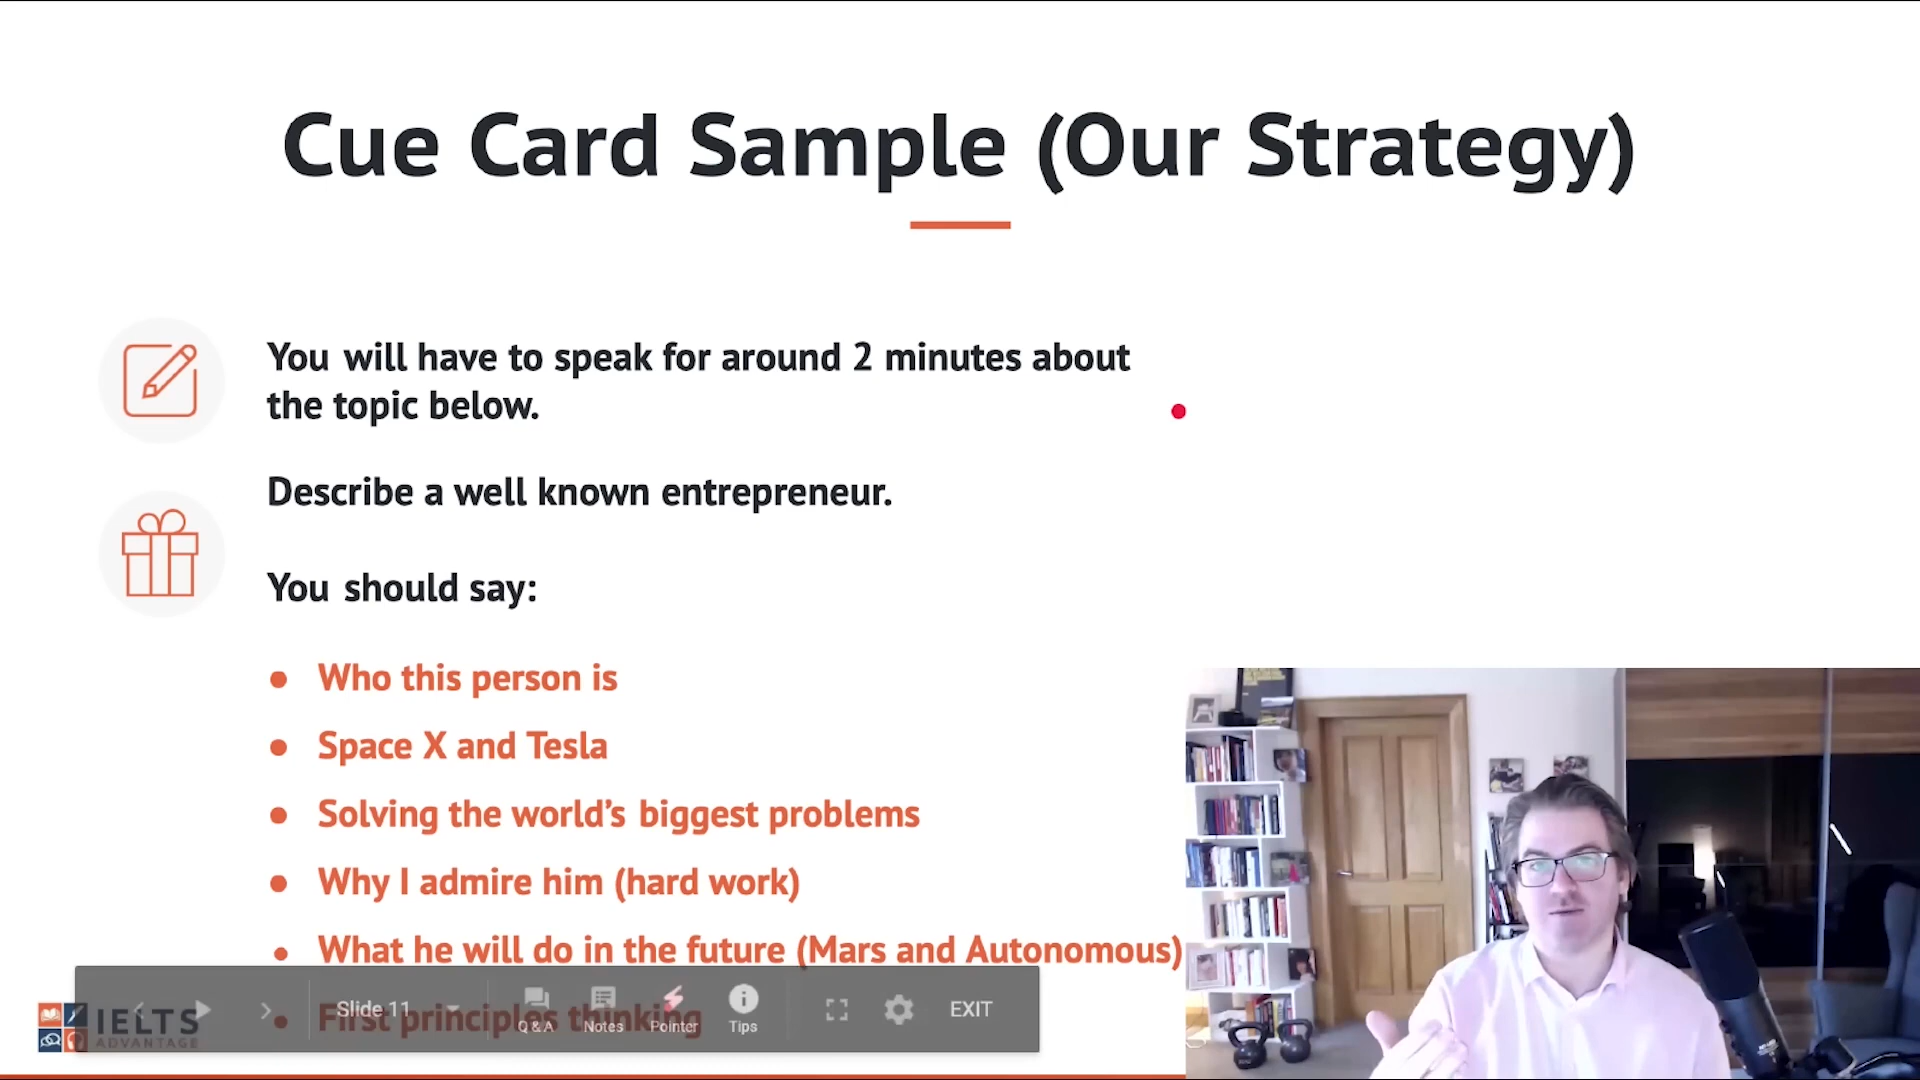 Cue Card Sample (Our Strategy)
You will have to speak for around 2 minutes about
the topic below.
Describe a well known entrepreneur.
You should say:
● Who this person is
● Space X and Tesla
● Solving the world’s biggest problems
● Why I admire him (hard work)
● What he will do in the future (Mars and Autonomous)
● First principles thinking
Slide 11
Q & A
Notes
Pointer
Tips
EXIT
IELTS
ADVANTAGE